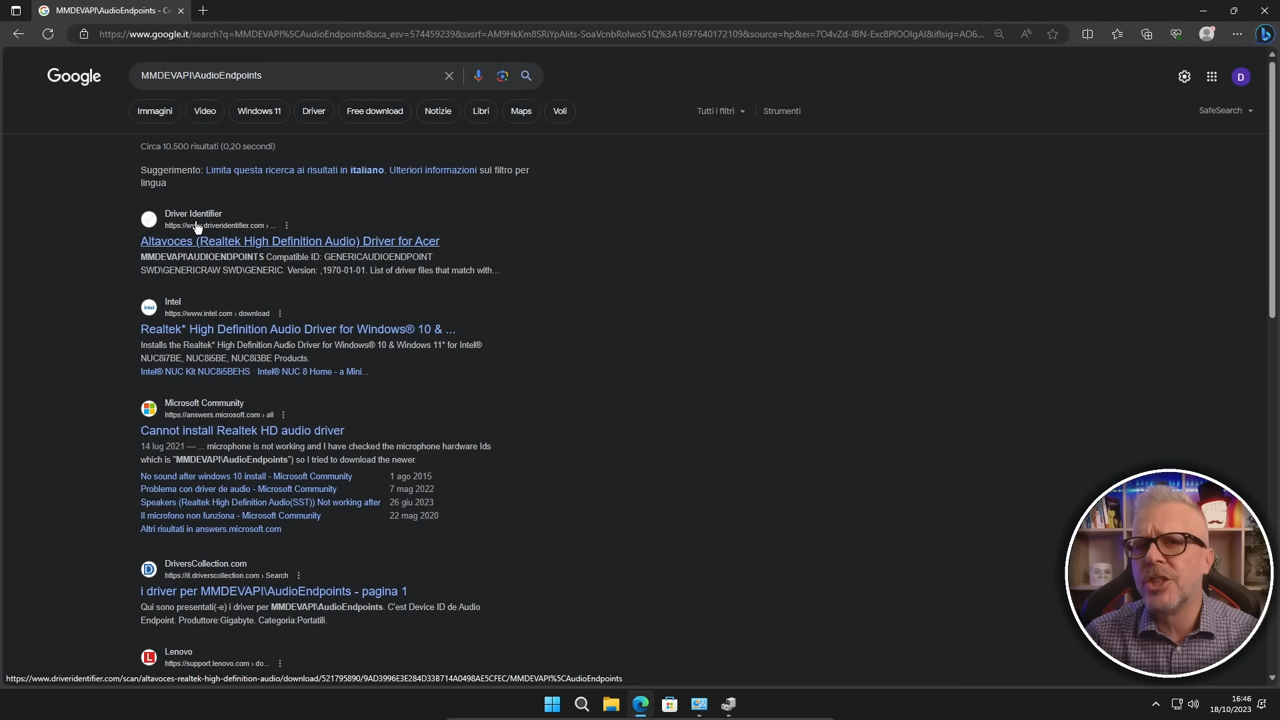 MMDEVAPI\AudioEndpoints - C
https://www.google.it/search?q=MMDEVAPI%5CAudioEndpoints&sca_esv=574459239&sxsrf=AM9HkKm8SRiYpAlits-SoaVcnbRolwoS1Q%3A1697640172109&source=hp&ei=7O4vZd-IBN-Exc8PIOOIgAI&iflsig=AO6...
Google
MMDEVAPI\AudioEndpoints
D
Immagini
Video
Windows 11
Driver
Free download
Notizie
Libri
Maps
Voli
Tutti i filtri
Strumenti
SafeSearch
Circa 10.500 risultati (0,20 secondi)
Suggerimento: Limita questa ricerca ai risultati in italiano. Ulteriori informazioni sul filtro per
lingua
Driver Identifier
https://www.driveridentifier.com › ...
Altavoces (Realtek High Definition Audio) Driver for Acer
MMDEVAPI\AUDIOENDPOINTS Compatible ID: GENERICAUDIOENDPOINT
SWD\GENERICRAW SWD\GENERIC. Version: ,1970-01-01. List of driver files that match with...
intel
Intel
https://www.intel.com › download
Realtek* High Definition Audio Driver for Windows® 10 & ...
Installs the Realtek* High Definition Audio Driver for Windows® 10 & Windows 11* for Intel®
NUC8i7BE, NUC8i5BE, NUC8i3BE Products.
Intel® NUC Kit NUC8i5BEHS · Intel® NUC 8 Home - a Mini...
Microsoft Community
https://answers.microsoft.com › all
Cannot install Realtek HD audio driver
14 lug 2021 — ... microphone is not working and I have checked the microphone hardware Ids
which is "MMDEVAPI\AudioEndpoints") so I tried to download the newer.
No sound after windows 10 install - Microsoft Community 1 ago 2015
Problema con driver de audio - Microsoft Community 7 mag 2022
Speakers (Realtek High Definition Audio(SST)) Not working after 26 giu 2023
Il microfono non funziona - Microsoft Community 22 mag 2020
Altri risultati in answers.microsoft.com
D
DriversCollection.com
https://it.driverscollection.com › Search
i driver per MMDEVAPI\AudioEndpoints - pagina 1
Qui sono presentati(-e) i driver per MMDEVAPI\AudioEndpoints. C'est Device ID de Audio
Endpoint. Produttore:Gigabyte. Categoria:Portatili.
L
Lenovo
https://support.lenovo.com › do...
https://www.driveridentifier.com/scan/altavoces-realtek-high-definition-audio/download/521795890/9AD3996E3E284D33B714A0498AE5CFEC/MMDEVAPI%5CAudioEndpoints
16:46
18/10/2023